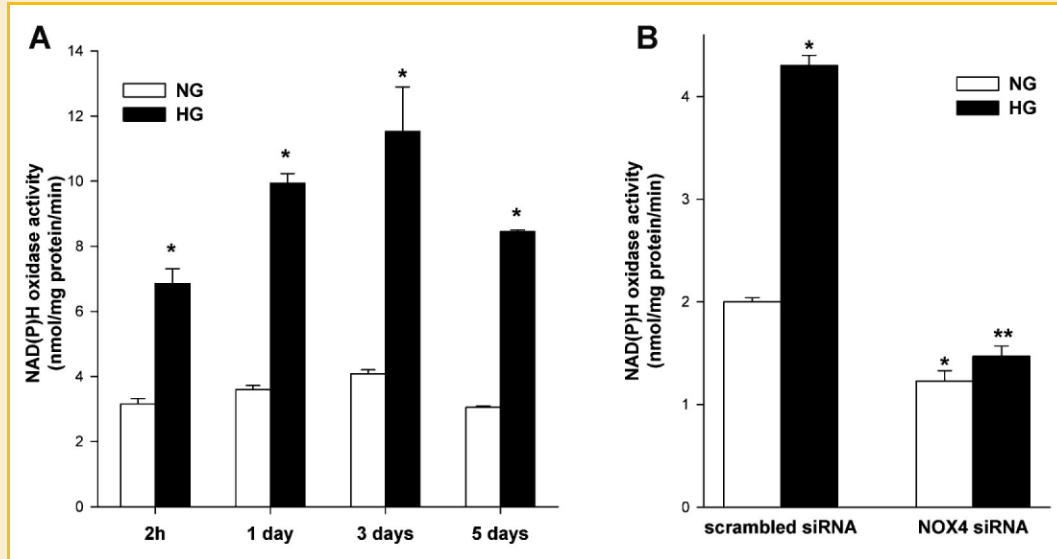 A
NAD(P)H oxidase activity
(nmol/mg protein/min)
14
12
10
8
6
4
2
0
NG
HG
*
*
*
*
2h
1 day
3 days
5 days
B
NAD(P)H oxidase activity
(nmol/mg protein/min)
4
3
2
1
0
NG
HG
*
*
**
scrambled siRNA
NOX4 siRNA